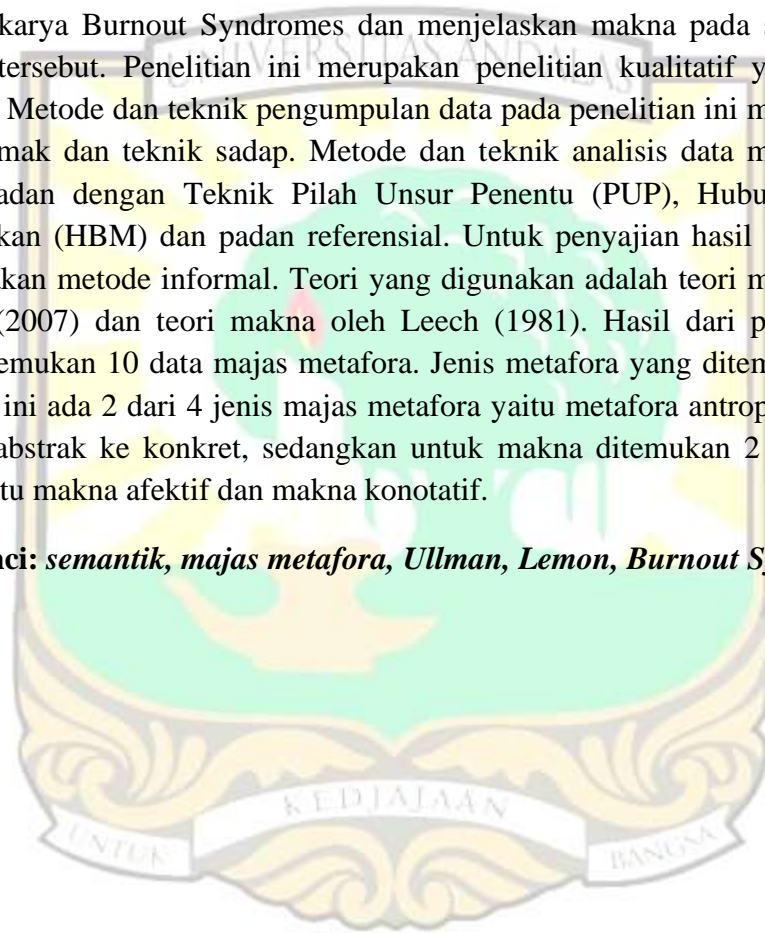 karya Burnout Syndromes dan menjelaskan makna pada s
tersebut. Penelitian ini merupakan penelitian kualitatif y
Metode dan teknik pengumpulan data pada penelitian ini m
mak dan teknik sadap. Metode dan teknik analisis data m
adan dengan Teknik Pilah Unsur Penentu (PUP), Hubu
kan (HBM) dan padan referensial. Untuk penyajian hasil
akan metode informal. Teori yang digunakan adalah teori m
(2007) dan teori makna oleh Leech (1981). Hasil dari p
emukan 10 data majas metafora. Jenis metafora yang ditem
ini ada 2 dari 4 jenis majas metafora yaitu metafora antrop
abstrak ke konkret, sedangkan untuk makna ditemukan 2
tu makna afektif dan makna konotatif.
nci: semantik, majas metafora, Ullman, Lemon, Burnout Sy
UNIVERSITAS ANDALAS
UNTUK KEDJAJAAN BANGSA